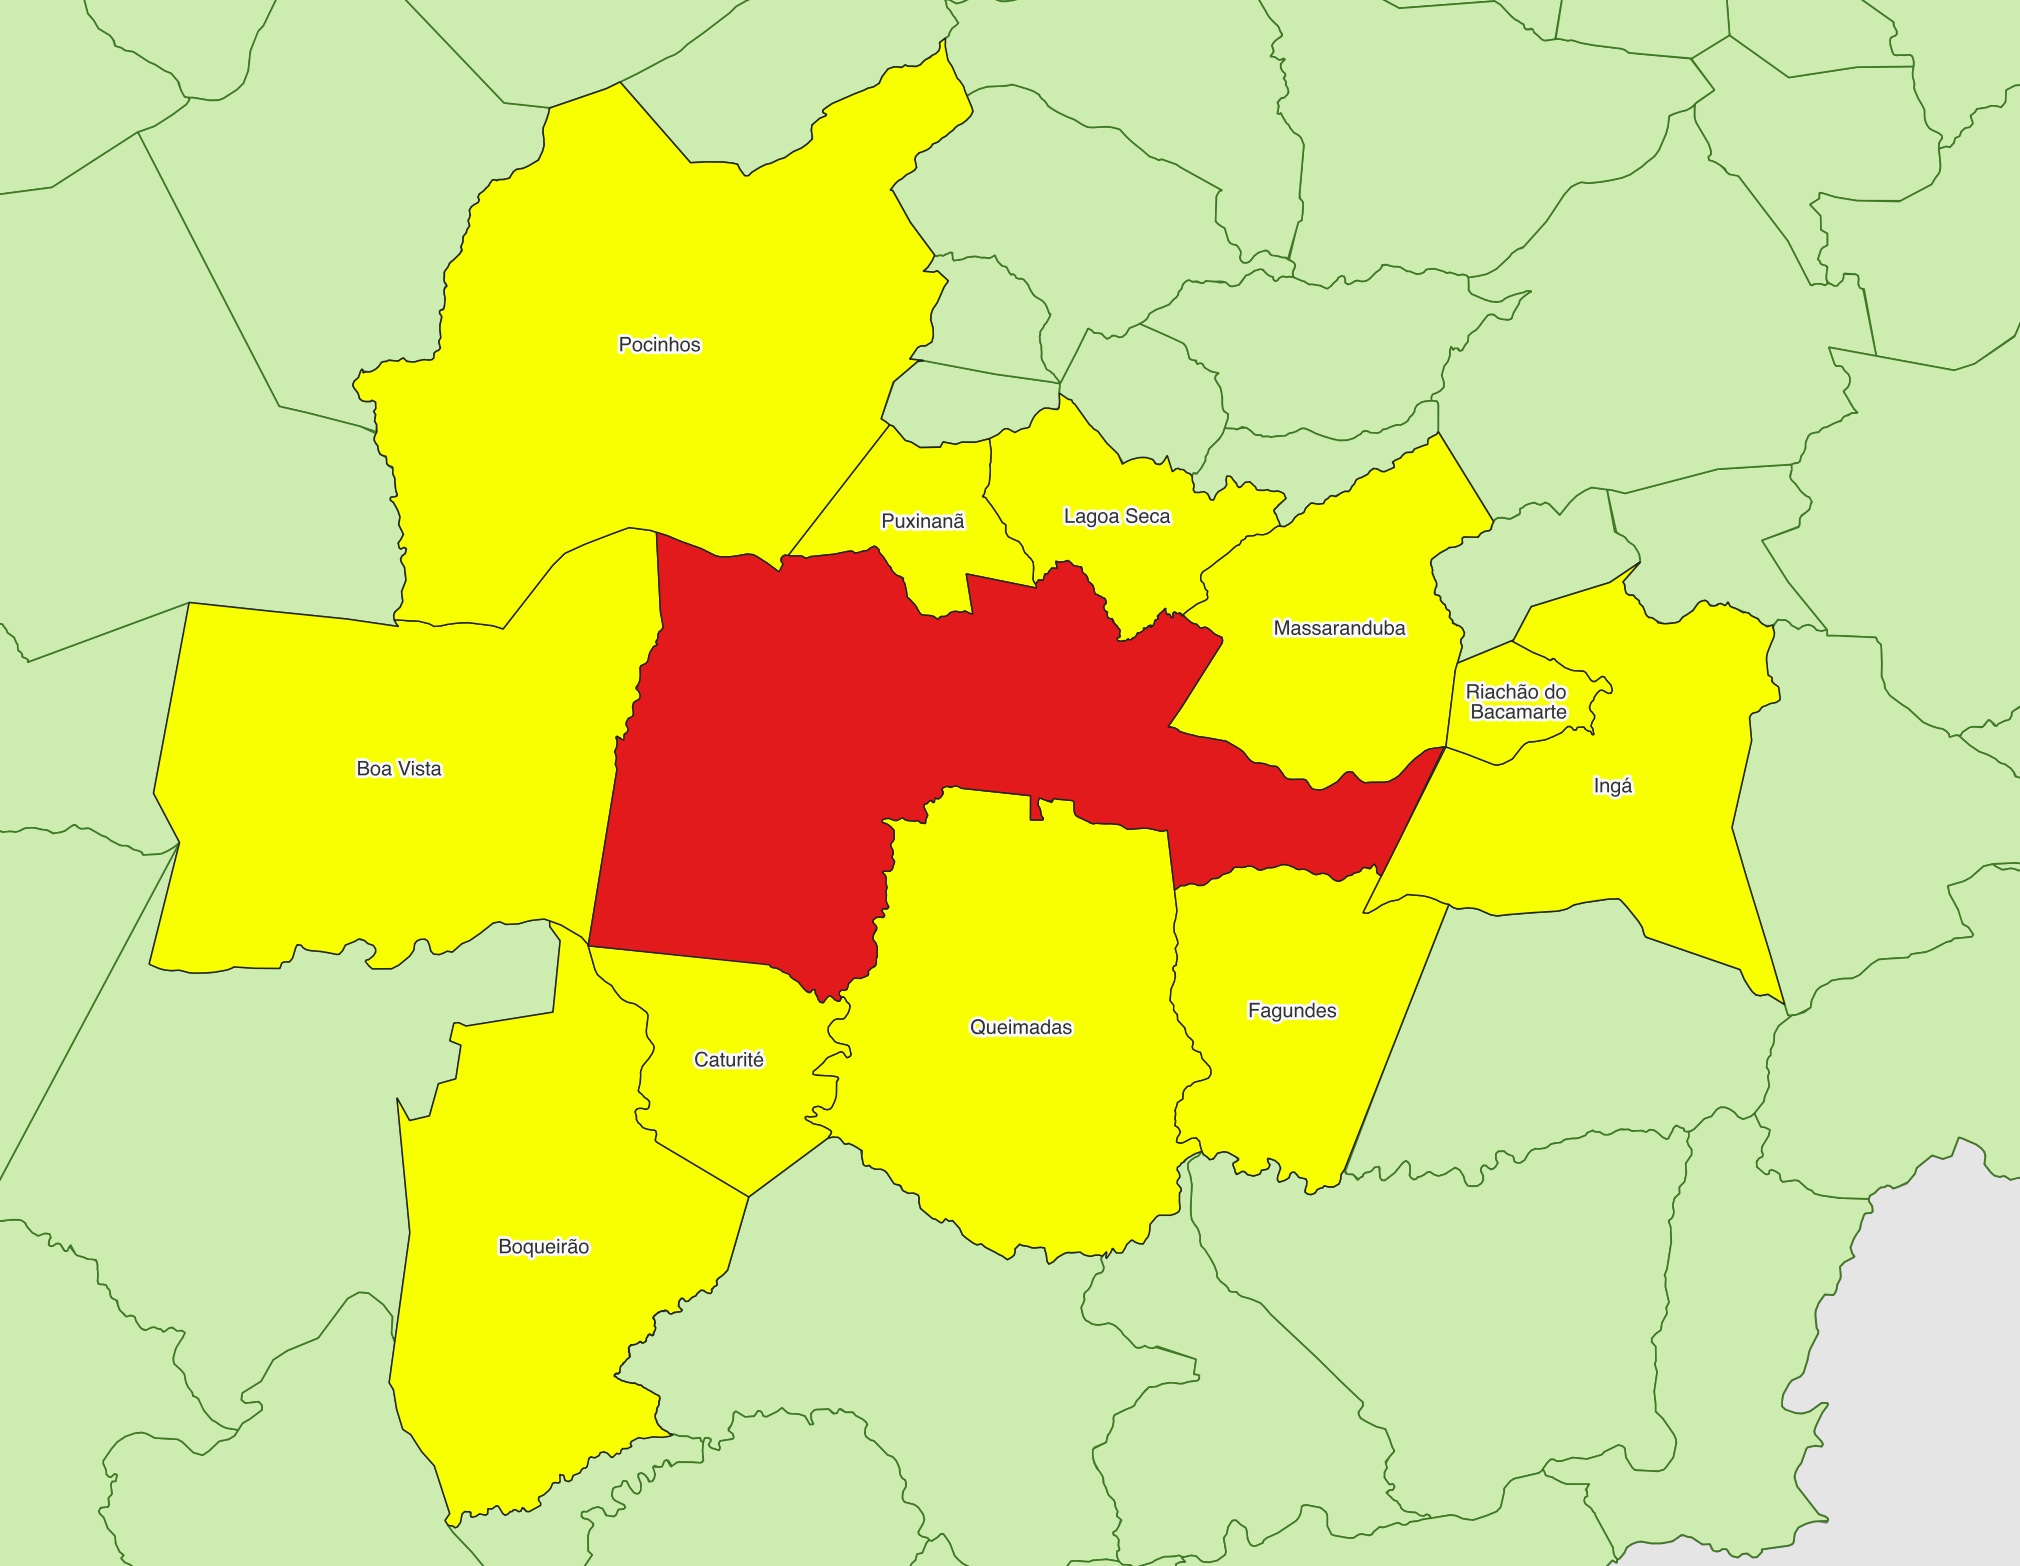 Pocinhos
Puxinanã
Lagoa Seca
Massaranduba
Riachão do
Bacamarte
Boa Vista
Ingá
Fagundes
Queimadas
Caturité
Boqueirão